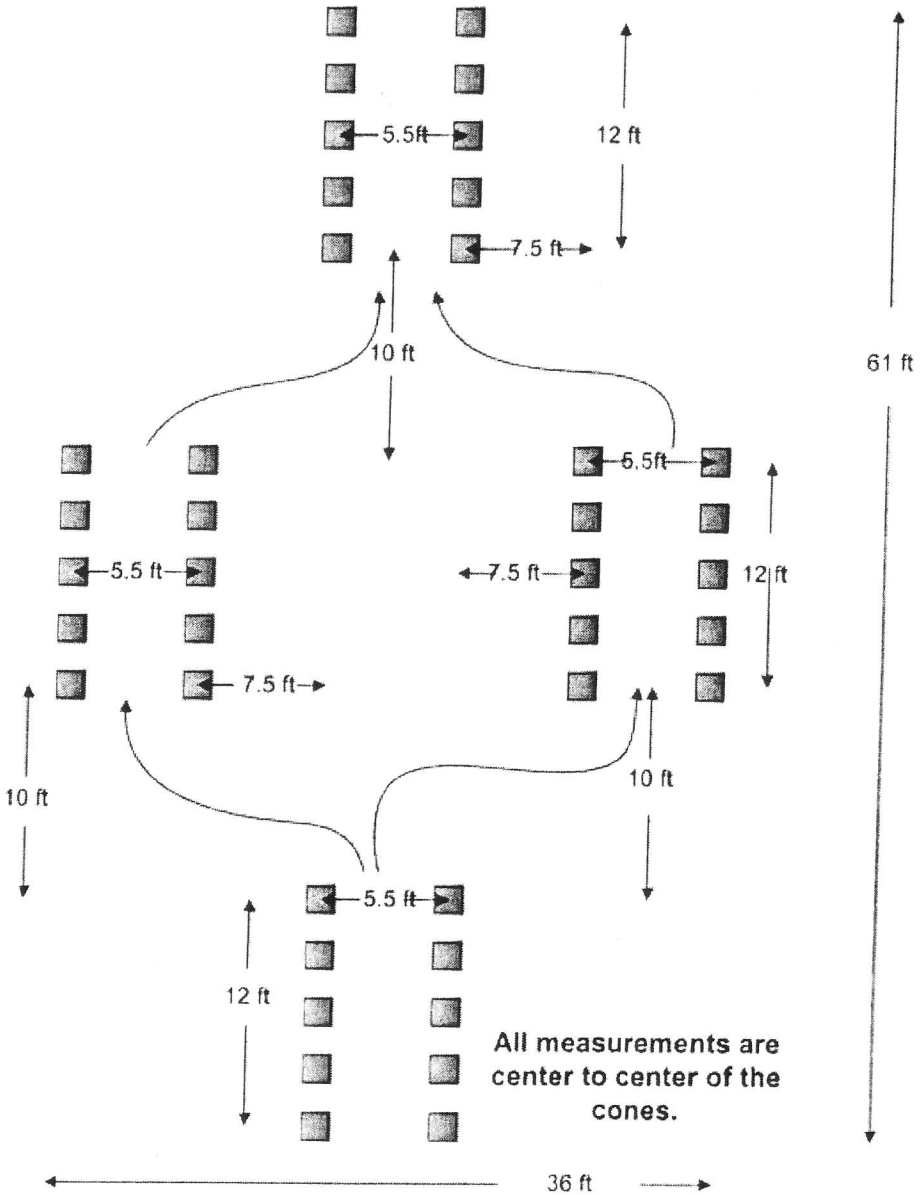 5.5ft
12 ft
7.5 ft
10 ft
61 ft
5.5ft
5.5 ft
7.5 ft
12ft
7.5 ft
10 ft
10 ft
5.5 ft
12 ft
All measurements are
center to center of the
cones.
36 ft